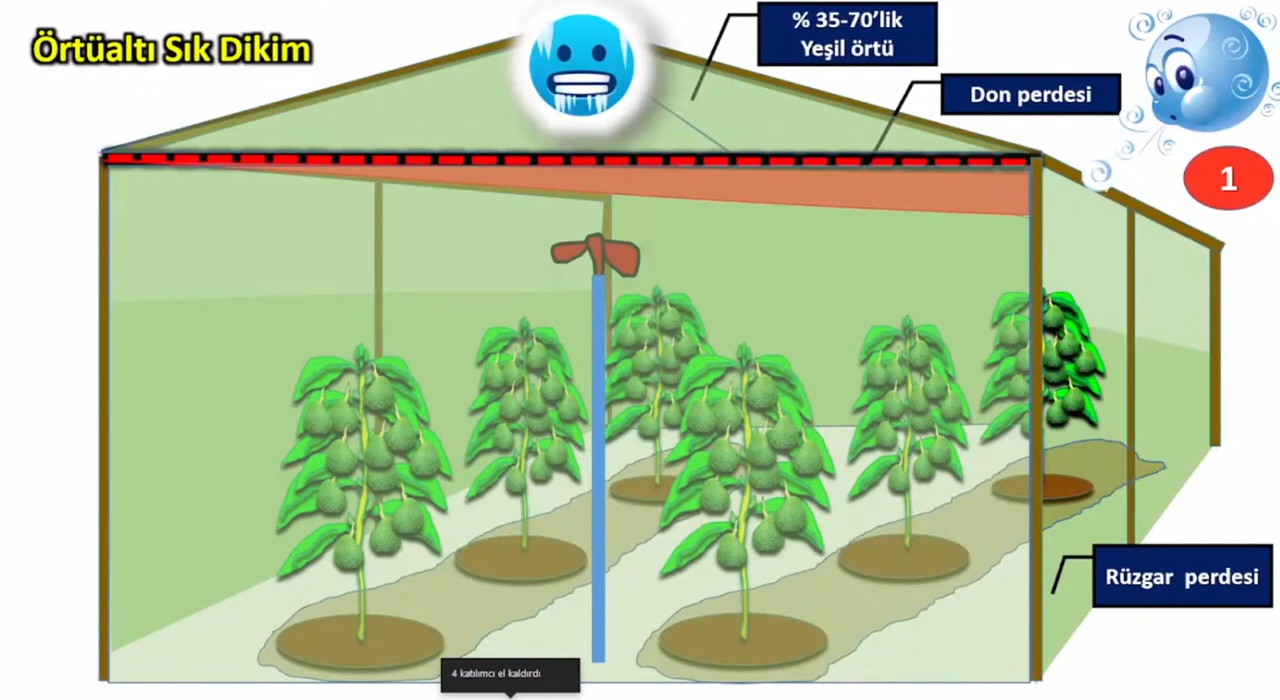 Örtüaltı Sık Dikim
% 35-70’lik
Yeşil örtü
Don perdesi
1
Rüzgar perdesi
4 katılımcı el kaldırdı